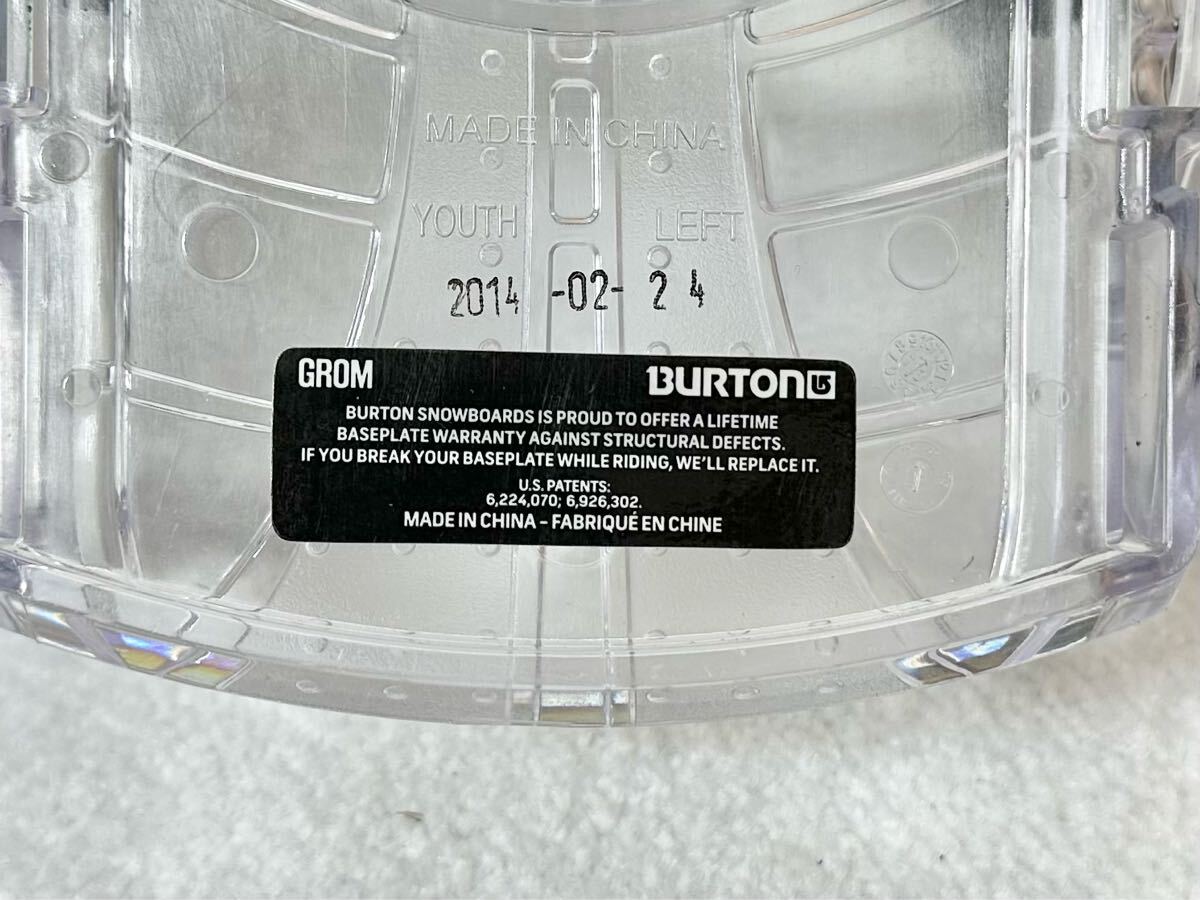 MADE IN CHINA
YOUTH LEFT
2014 -02- 24
GROM BURTON
BURTON SNOWBOARDS IS PROUD TO OFFER A LIFETIME
BASEPLATE WARRANTY AGAINST STRUCTURAL DEFECTS.
IF YOU BREAK YOUR BASEPLATE WHILE RIDING, WE'LL REPLACE IT.
U.S. PATENTS:
6,224,070; 6,926,302.
MADE IN CHINA - FABRIQUÉ EN CHINE